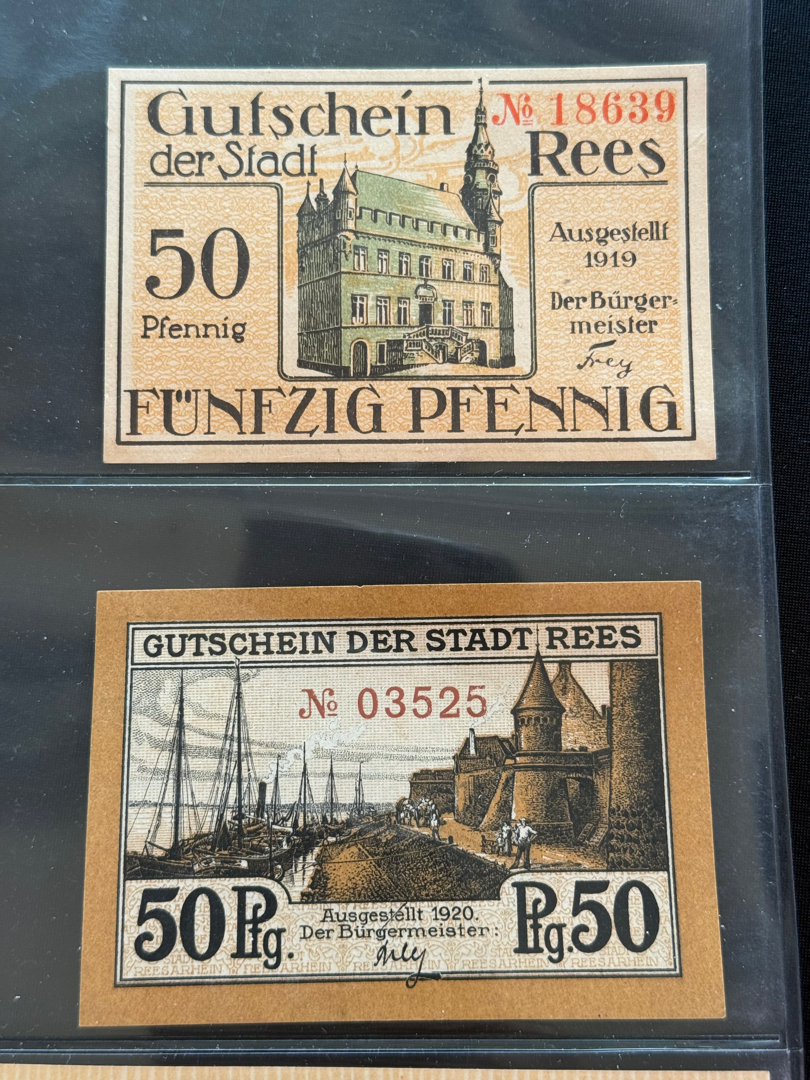 Gutschein
№ 18639
der Stadt Rees
50
Pfennig
Ausgestellt
1919
Der Bürger=
meister
Frey
FÜNFZIG PFENNIG
GUTSCHEIN DER STADT REES
№ 03525
50 Pfg.
Ausgestellt 1920.
Der Bürgermeister:
Frey
Pfg. 50